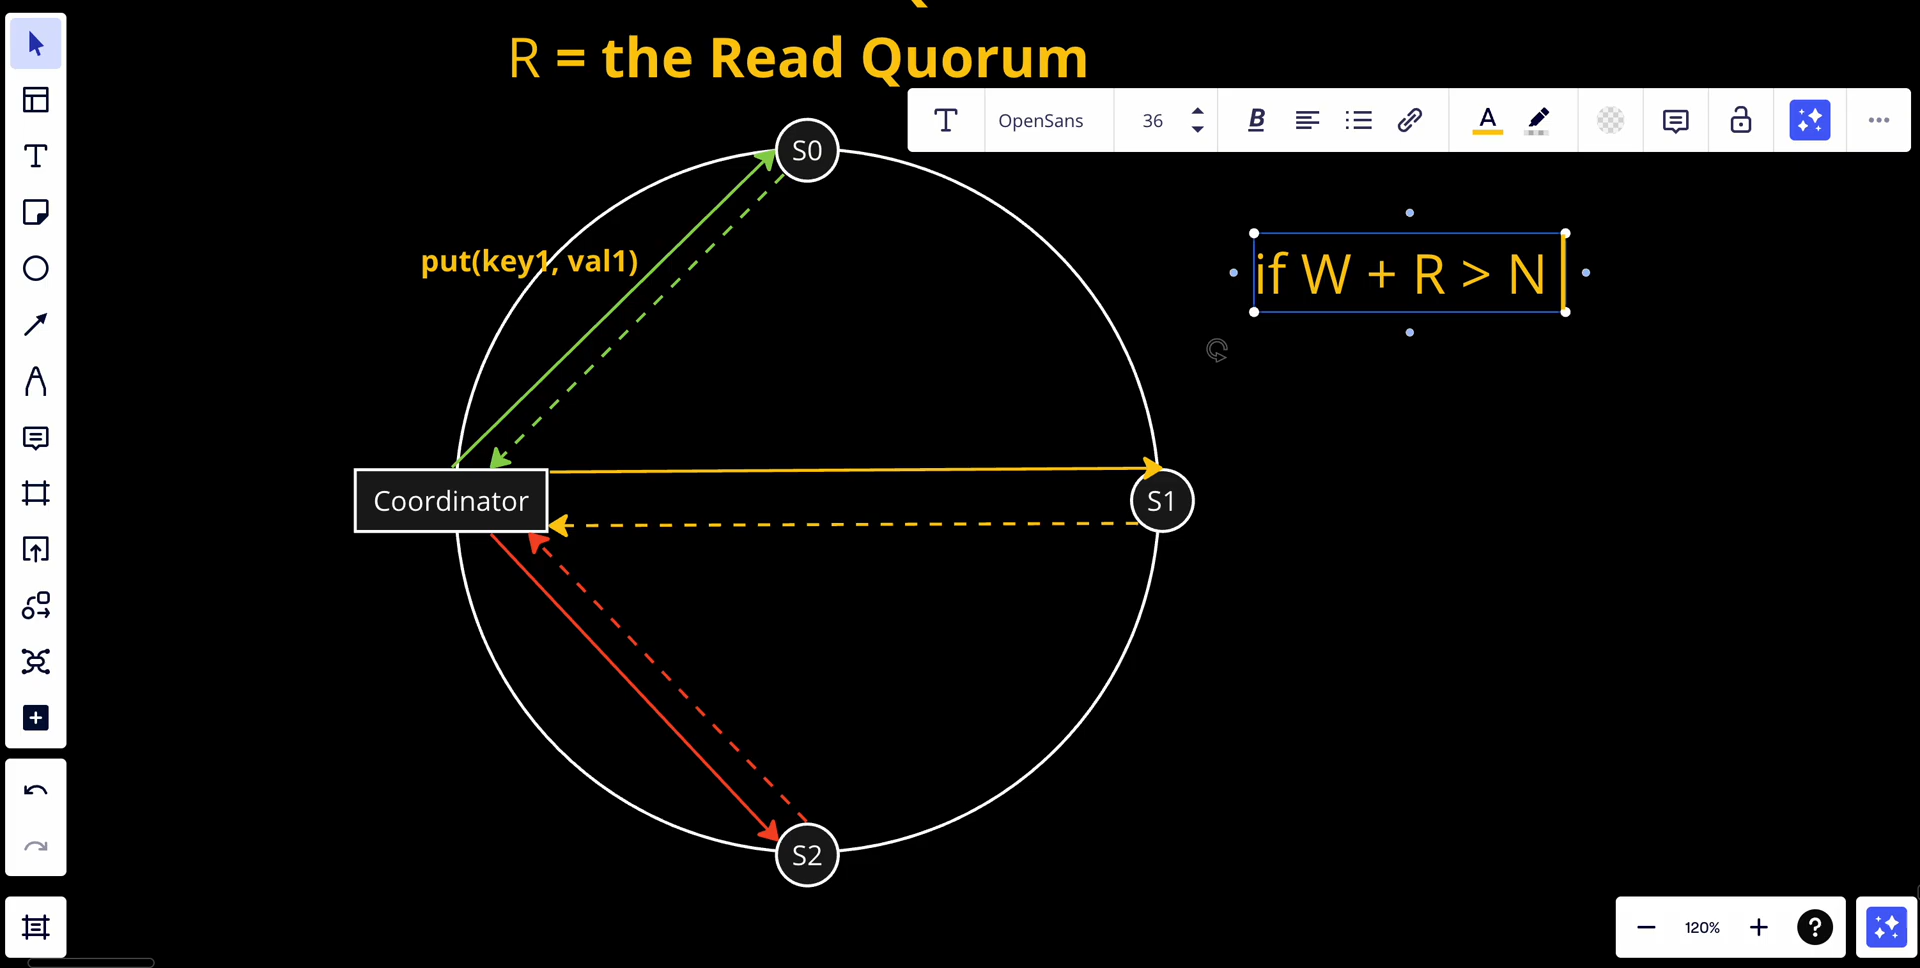 R = the Read Quorum
OpenSans
36
B
A
S0
put(key1, val1)
if W + R > N
Coordinator
S1
S2
120%